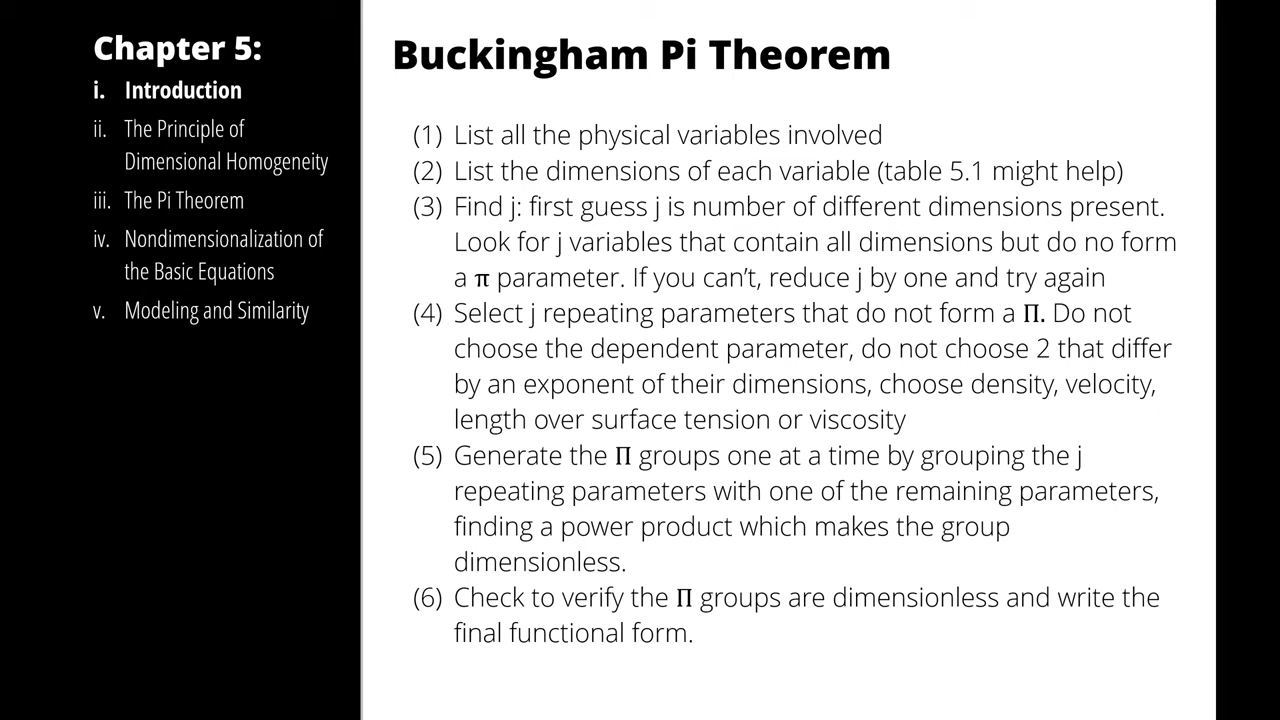 Chapter 5:
i. Introduction
ii. The Principle of
Dimensional Homogeneity
iii. The Pi Theorem
iv. Nondimensionalization of
the Basic Equations
v. Modeling and Similarity
Buckingham Pi Theorem
(1) List all the physical variables involved
(2) List the dimensions of each variable (table 5.1 might help)
(3) Find j: first guess j is number of different dimensions present.
Look for j variables that contain all dimensions but do no form
a π parameter. If you can’t, reduce j by one and try again
(4) Select j repeating parameters that do not form a Π. Do not
choose the dependent parameter, do not choose 2 that differ
by an exponent of their dimensions, choose density, velocity,
length over surface tension or viscosity
(5) Generate the Π groups one at a time by grouping the j
repeating parameters with one of the remaining parameters,
finding a power product which makes the group
dimensionless.
(6) Check to verify the Π groups are dimensionless and write the
final functional form.